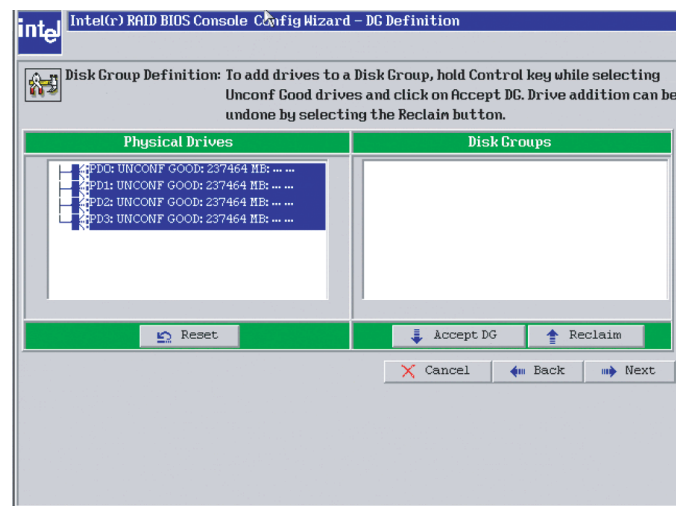 intel
Intel(r) RAID BIOS Console Config Wizard – DG Definition
Disk Group Definition: To add drives to a Disk Group, hold Control key while selecting
Unconf Good drives and click on Accept DG. Drive addition can be
undone by selecting the Reclaim button.
Physical Drives
Disk Groups
PD0: UNCONF GOOD: 237464 MB: ... ...
PD1: UNCONF GOOD: 237464 MB: ... ...
PD2: UNCONF GOOD: 237464 MB: ... ...
PD3: UNCONF GOOD: 237464 MB: ... ...
Reset
Accept DG
Reclaim
Cancel
Back
Next